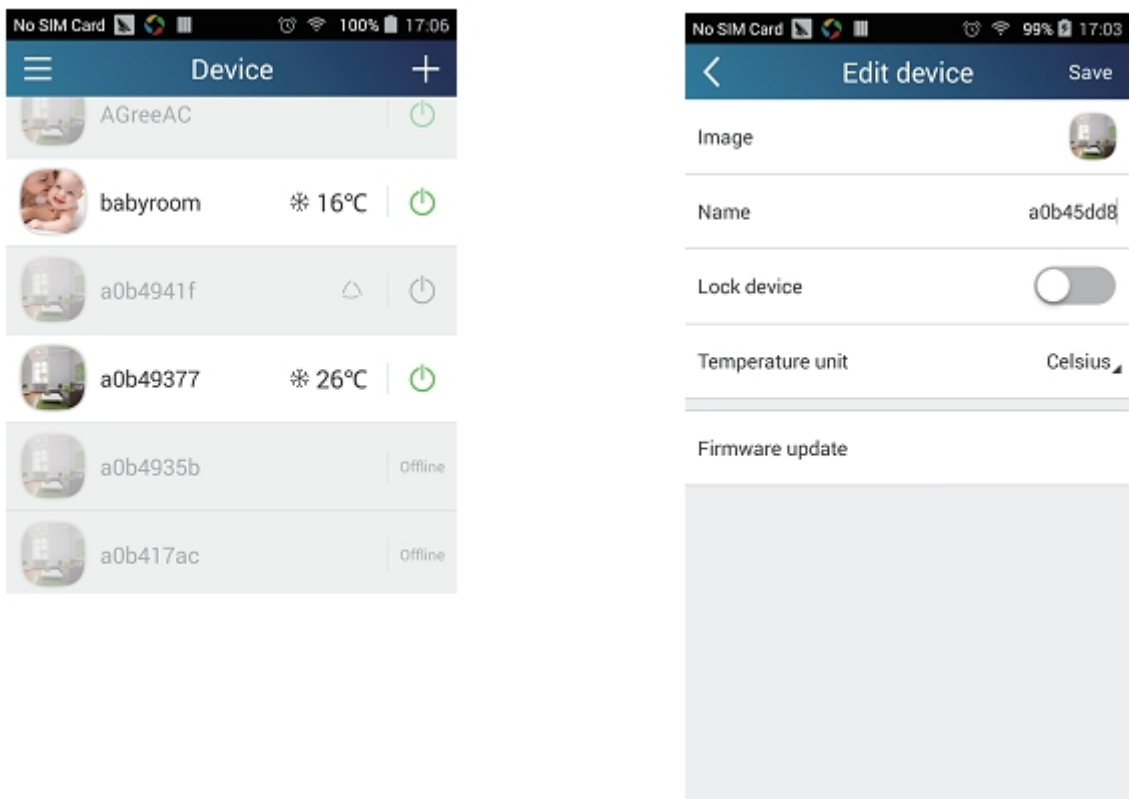 No SIM Card 100% 17:06
Device
AGreeAC
babyroom 16°C
a0b4941f
a0b49377 26°C
a0b4935b Offline
a0b417ac Offline
No SIM Card 99% 17:03
Edit device Save
Image
Name a0b45dd8
Lock device
Temperature unit Celsius
Firmware update